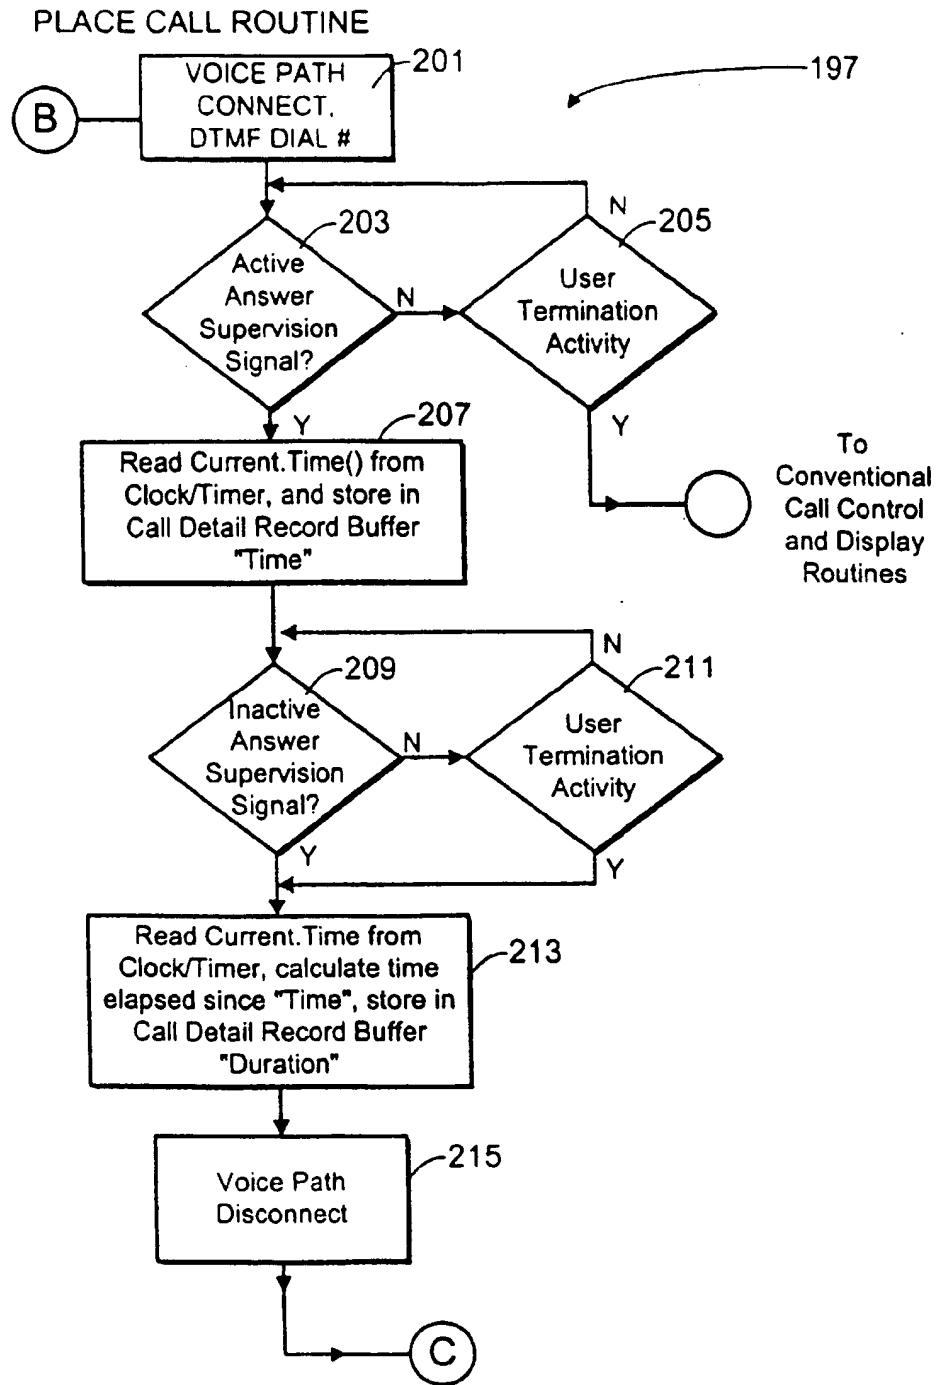 PLACE CALL ROUTINE
B
VOICE PATH
CONNECT,
DTMF DIAL #
201
197
203
Active
Answer
Supervision
Signal?
N
Y
205
N
User
Termination
Activity
Y
To
Conventional
Call Control
and Display
Routines
207
Read Current.Time() from
Clock/Timer, and store in
Call Detail Record Buffer
"Time"
209
Inactive
Answer
Supervision
Signal?
N
Y
211
N
User
Termination
Activity
Y
213
Read Current.Time from
Clock/Timer, calculate time
elapsed since "Time", store in
Call Detail Record Buffer
"Duration"
215
Voice Path
Disconnect
C